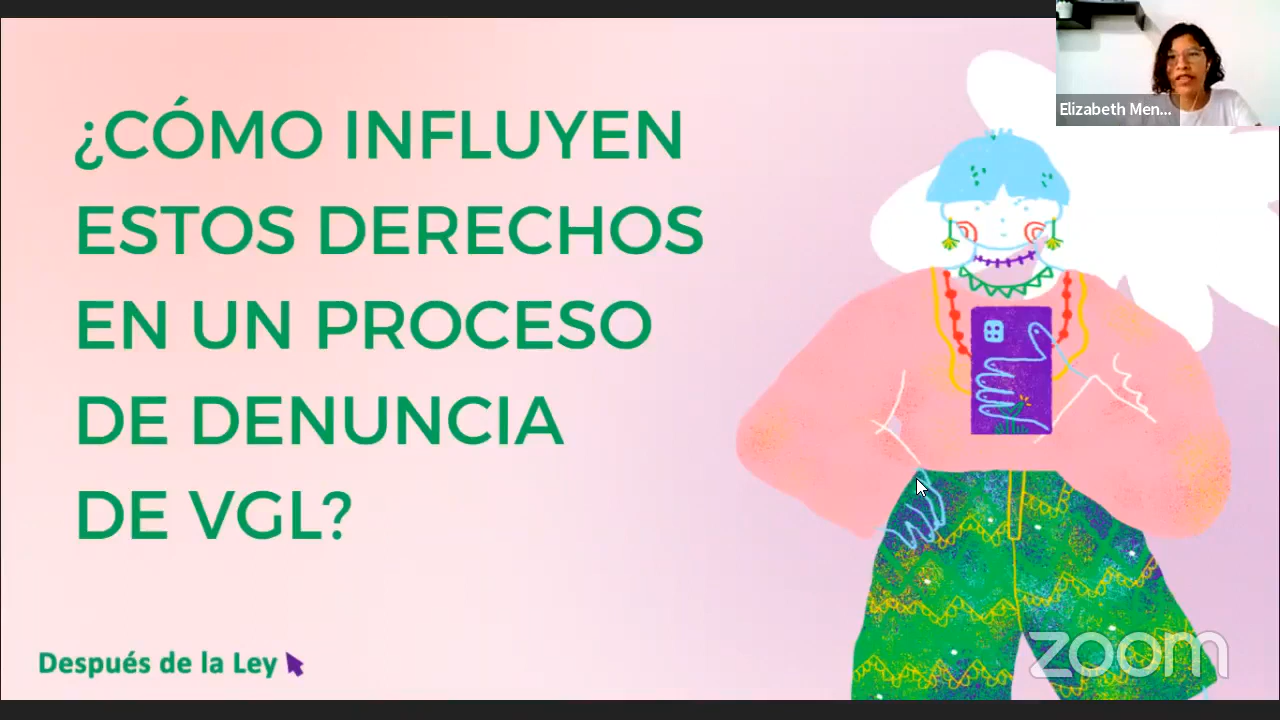 ¿CÓMO INFLUYEN
ESTOS DERECHOS
EN UN PROCESO
DE DENUNCIA
DE VGL?
Después de la Ley
Elizabeth Men...
zoom